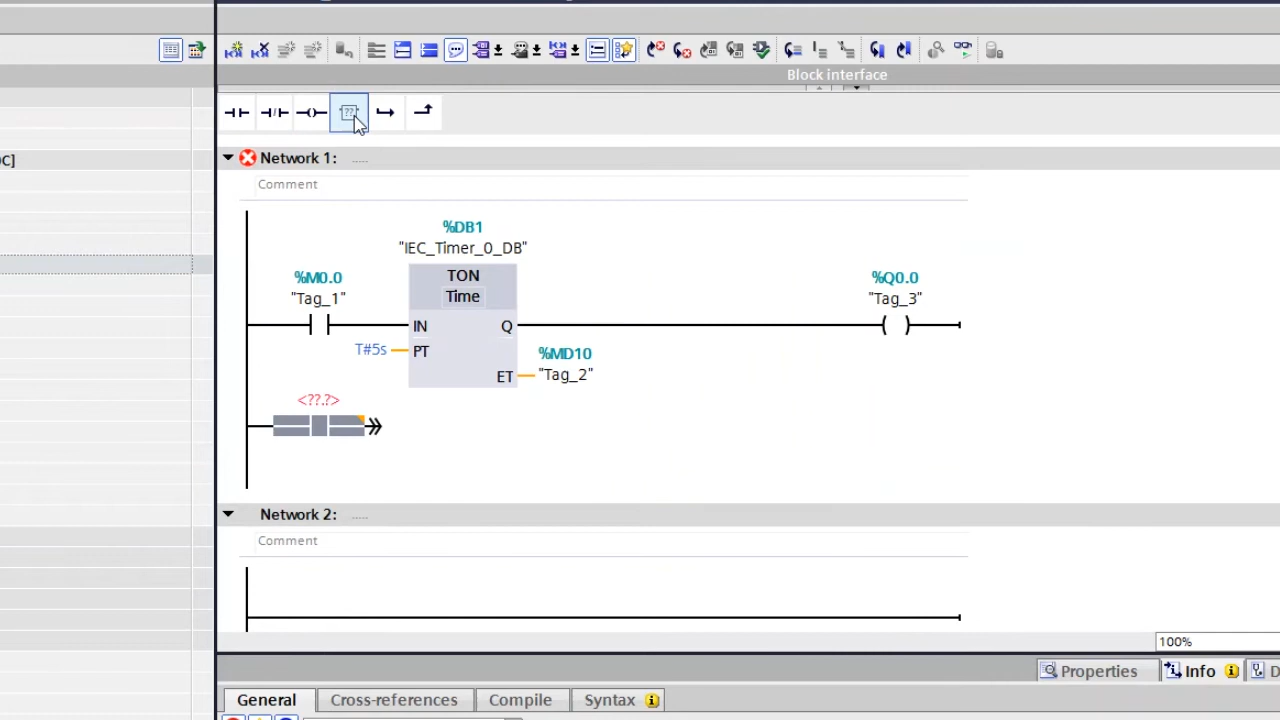 Block interface
??
Network 1: .....
C]
Comment
%DB1
"IEC_Timer_0_DB"
%M0.0
"Tag_1"
TON
Time
%Q0.0
"Tag_3"
IN Q
T#5s PT
%MD10
ET "Tag_2"
<??.?>
Network 2: .....
Comment
100%
Properties Info D
General Cross-references Compile Syntax